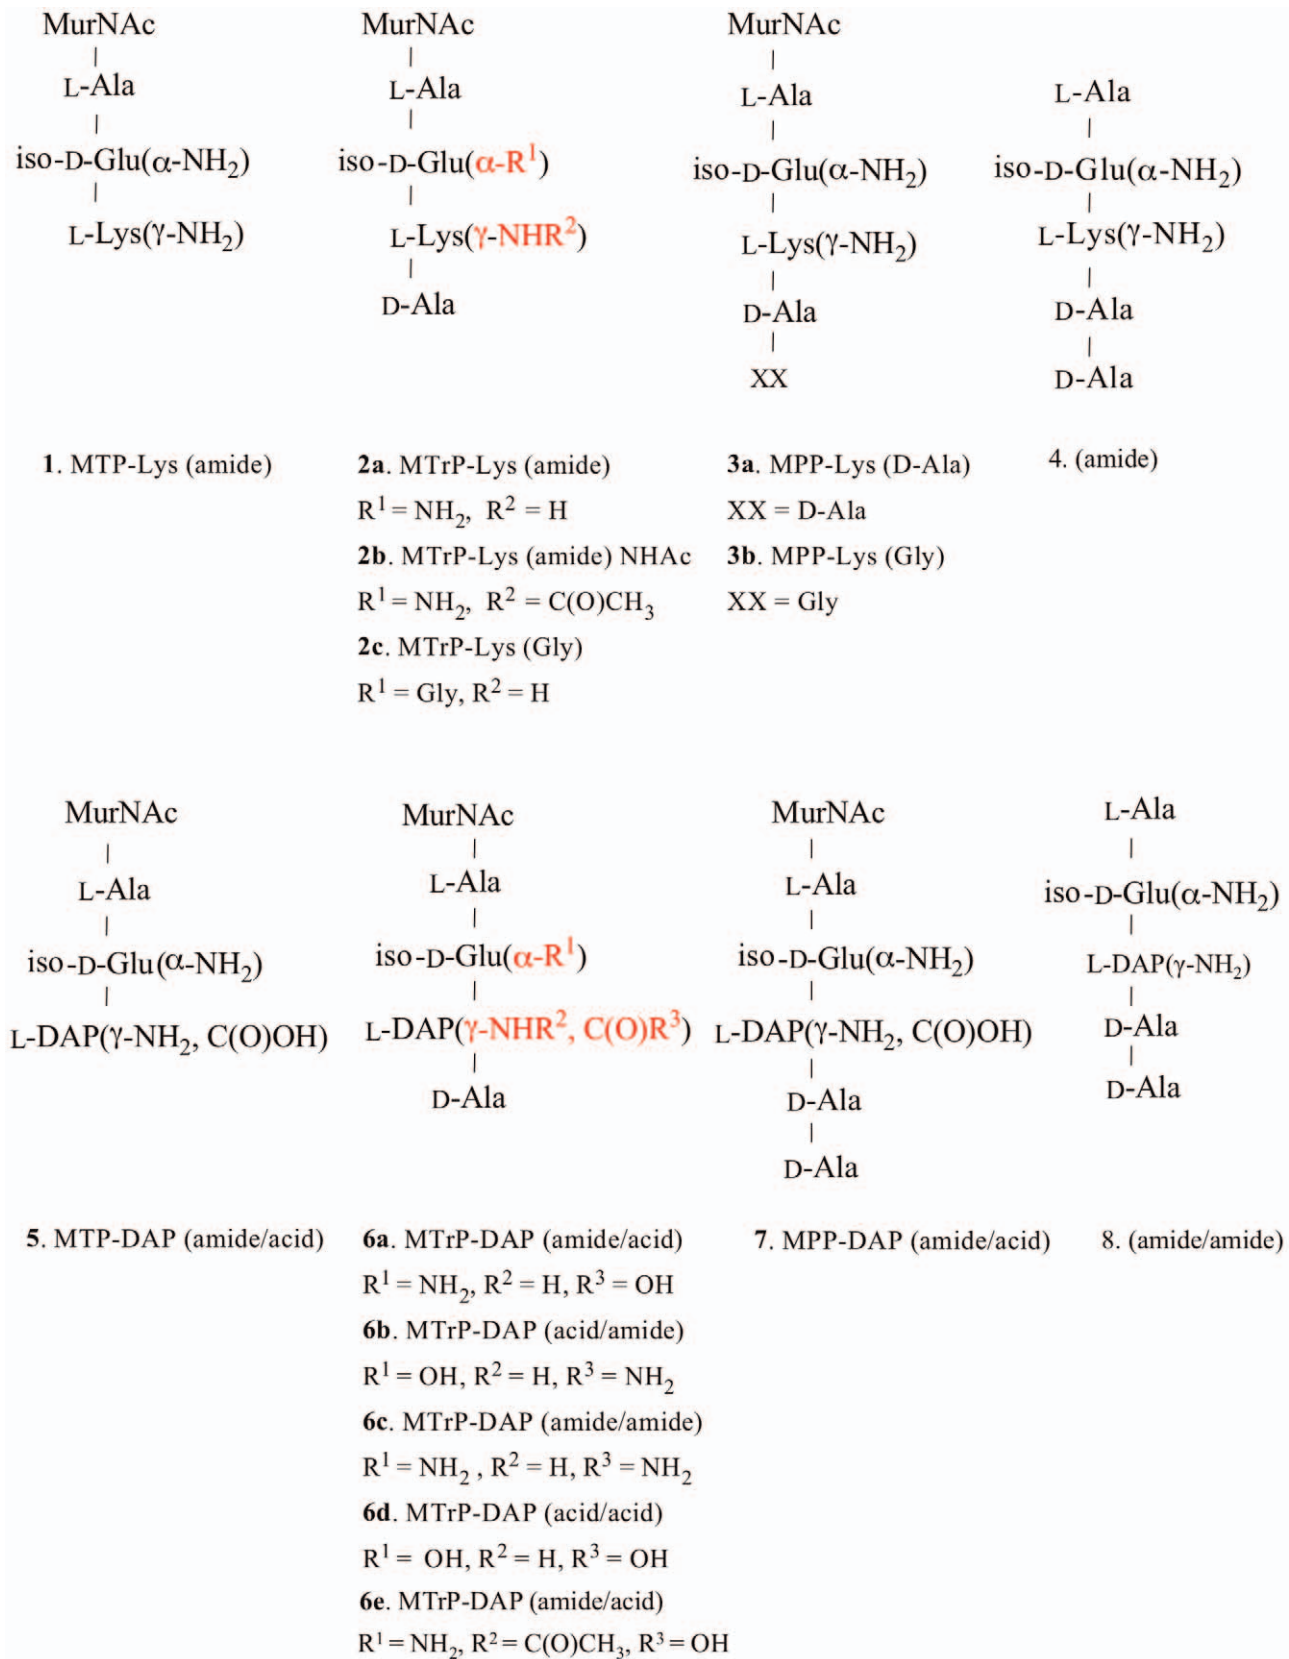 MurNAc
L-Ala
iso-D-Glu(α-NH₂)
L-Lys(γ-NH₂)
MurNAc
L-Ala
iso-D-Glu(α-R¹)
L-Lys(γ-NHR²)
D-Ala
MurNAc
L-Ala
iso-D-Glu(α-NH₂)
L-Lys(γ-NH₂)
D-Ala
XX
L-Ala
iso-D-Glu(α-NH₂)
L-Lys(γ-NH₂)
D-Ala
D-Ala
1. MTP-Lys (amide)
2a. MTrP-Lys (amide)
R¹ = NH₂, R² = H
2b. MTrP-Lys (amide) NHAc
R¹ = NH₂, R² = C(O)CH₃
2c. MTrP-Lys (Gly)
R¹ = Gly, R² = H
3a. MPP-Lys (D-Ala)
XX = D-Ala
3b. MPP-Lys (Gly)
XX = Gly
4. (amide)
MurNAc
L-Ala
iso-D-Glu(α-NH₂)
L-DAP(γ-NH₂, C(O)OH)
MurNAc
L-Ala
iso-D-Glu(α-R¹)
L-DAP(γ-NHR², C(O)R³)
D-Ala
MurNAc
L-Ala
iso-D-Glu(α-NH₂)
L-DAP(γ-NH₂, C(O)OH)
D-Ala
D-Ala
L-Ala
iso-D-Glu(α-NH₂)
L-DAP(γ-NH₂)
D-Ala
D-Ala
5. MTP-DAP (amide/acid)
6a. MTrP-DAP (amide/acid)
R¹ = NH₂, R² = H, R³ = OH
6b. MTrP-DAP (acid/amide)
R¹ = OH, R² = H, R³ = NH₂
6c. MTrP-DAP (amide/amide)
R¹ = NH₂ , R² = H, R³ = NH₂
6d. MTrP-DAP (acid/acid)
R¹ = OH, R² = H, R³ = OH
6e. MTrP-DAP (amide/acid)
R¹ = NH₂, R² = C(O)CH₃, R³ = OH
7. MPP-DAP (amide/acid)
8. (amide/amide)